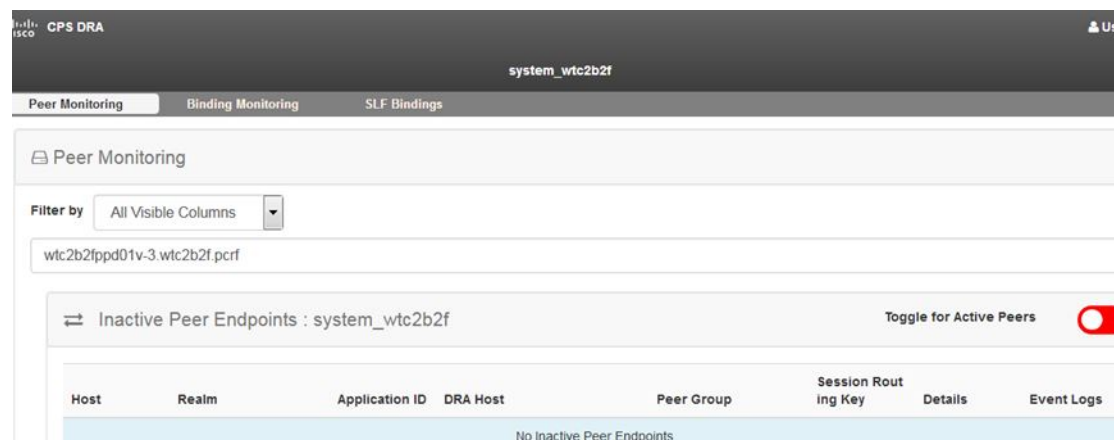 CPS DRA
system_wtc2b2f
Peer Monitoring Binding Monitoring SLF Bindings
Peer Monitoring
Filter by All Visible Columns
wtc2b2fppd01v-3.wtc2b2f.pcrf
Inactive Peer Endpoints : system_wtc2b2f Toggle for Active Peers
Host Realm Application ID DRA Host Peer Group Session Rout
ing Key Details Event Logs
No Inactive Peer Endpoints